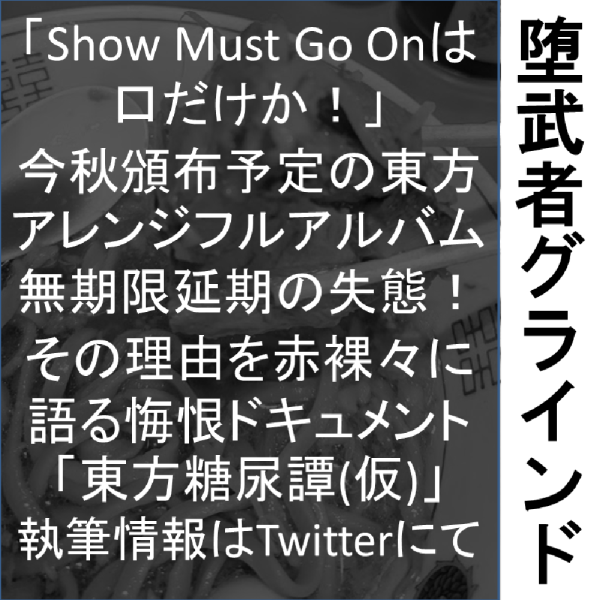 「Show Must Go Onは
口だけか！」
今秋頒布予定の東方
アレンジフルアルバム
無期限延期の失態！
その理由を赤裸々に
語る悔恨ドキュメント
「東方糖尿譚(仮)」
執筆情報はTwitterにて
堕武者グラインド